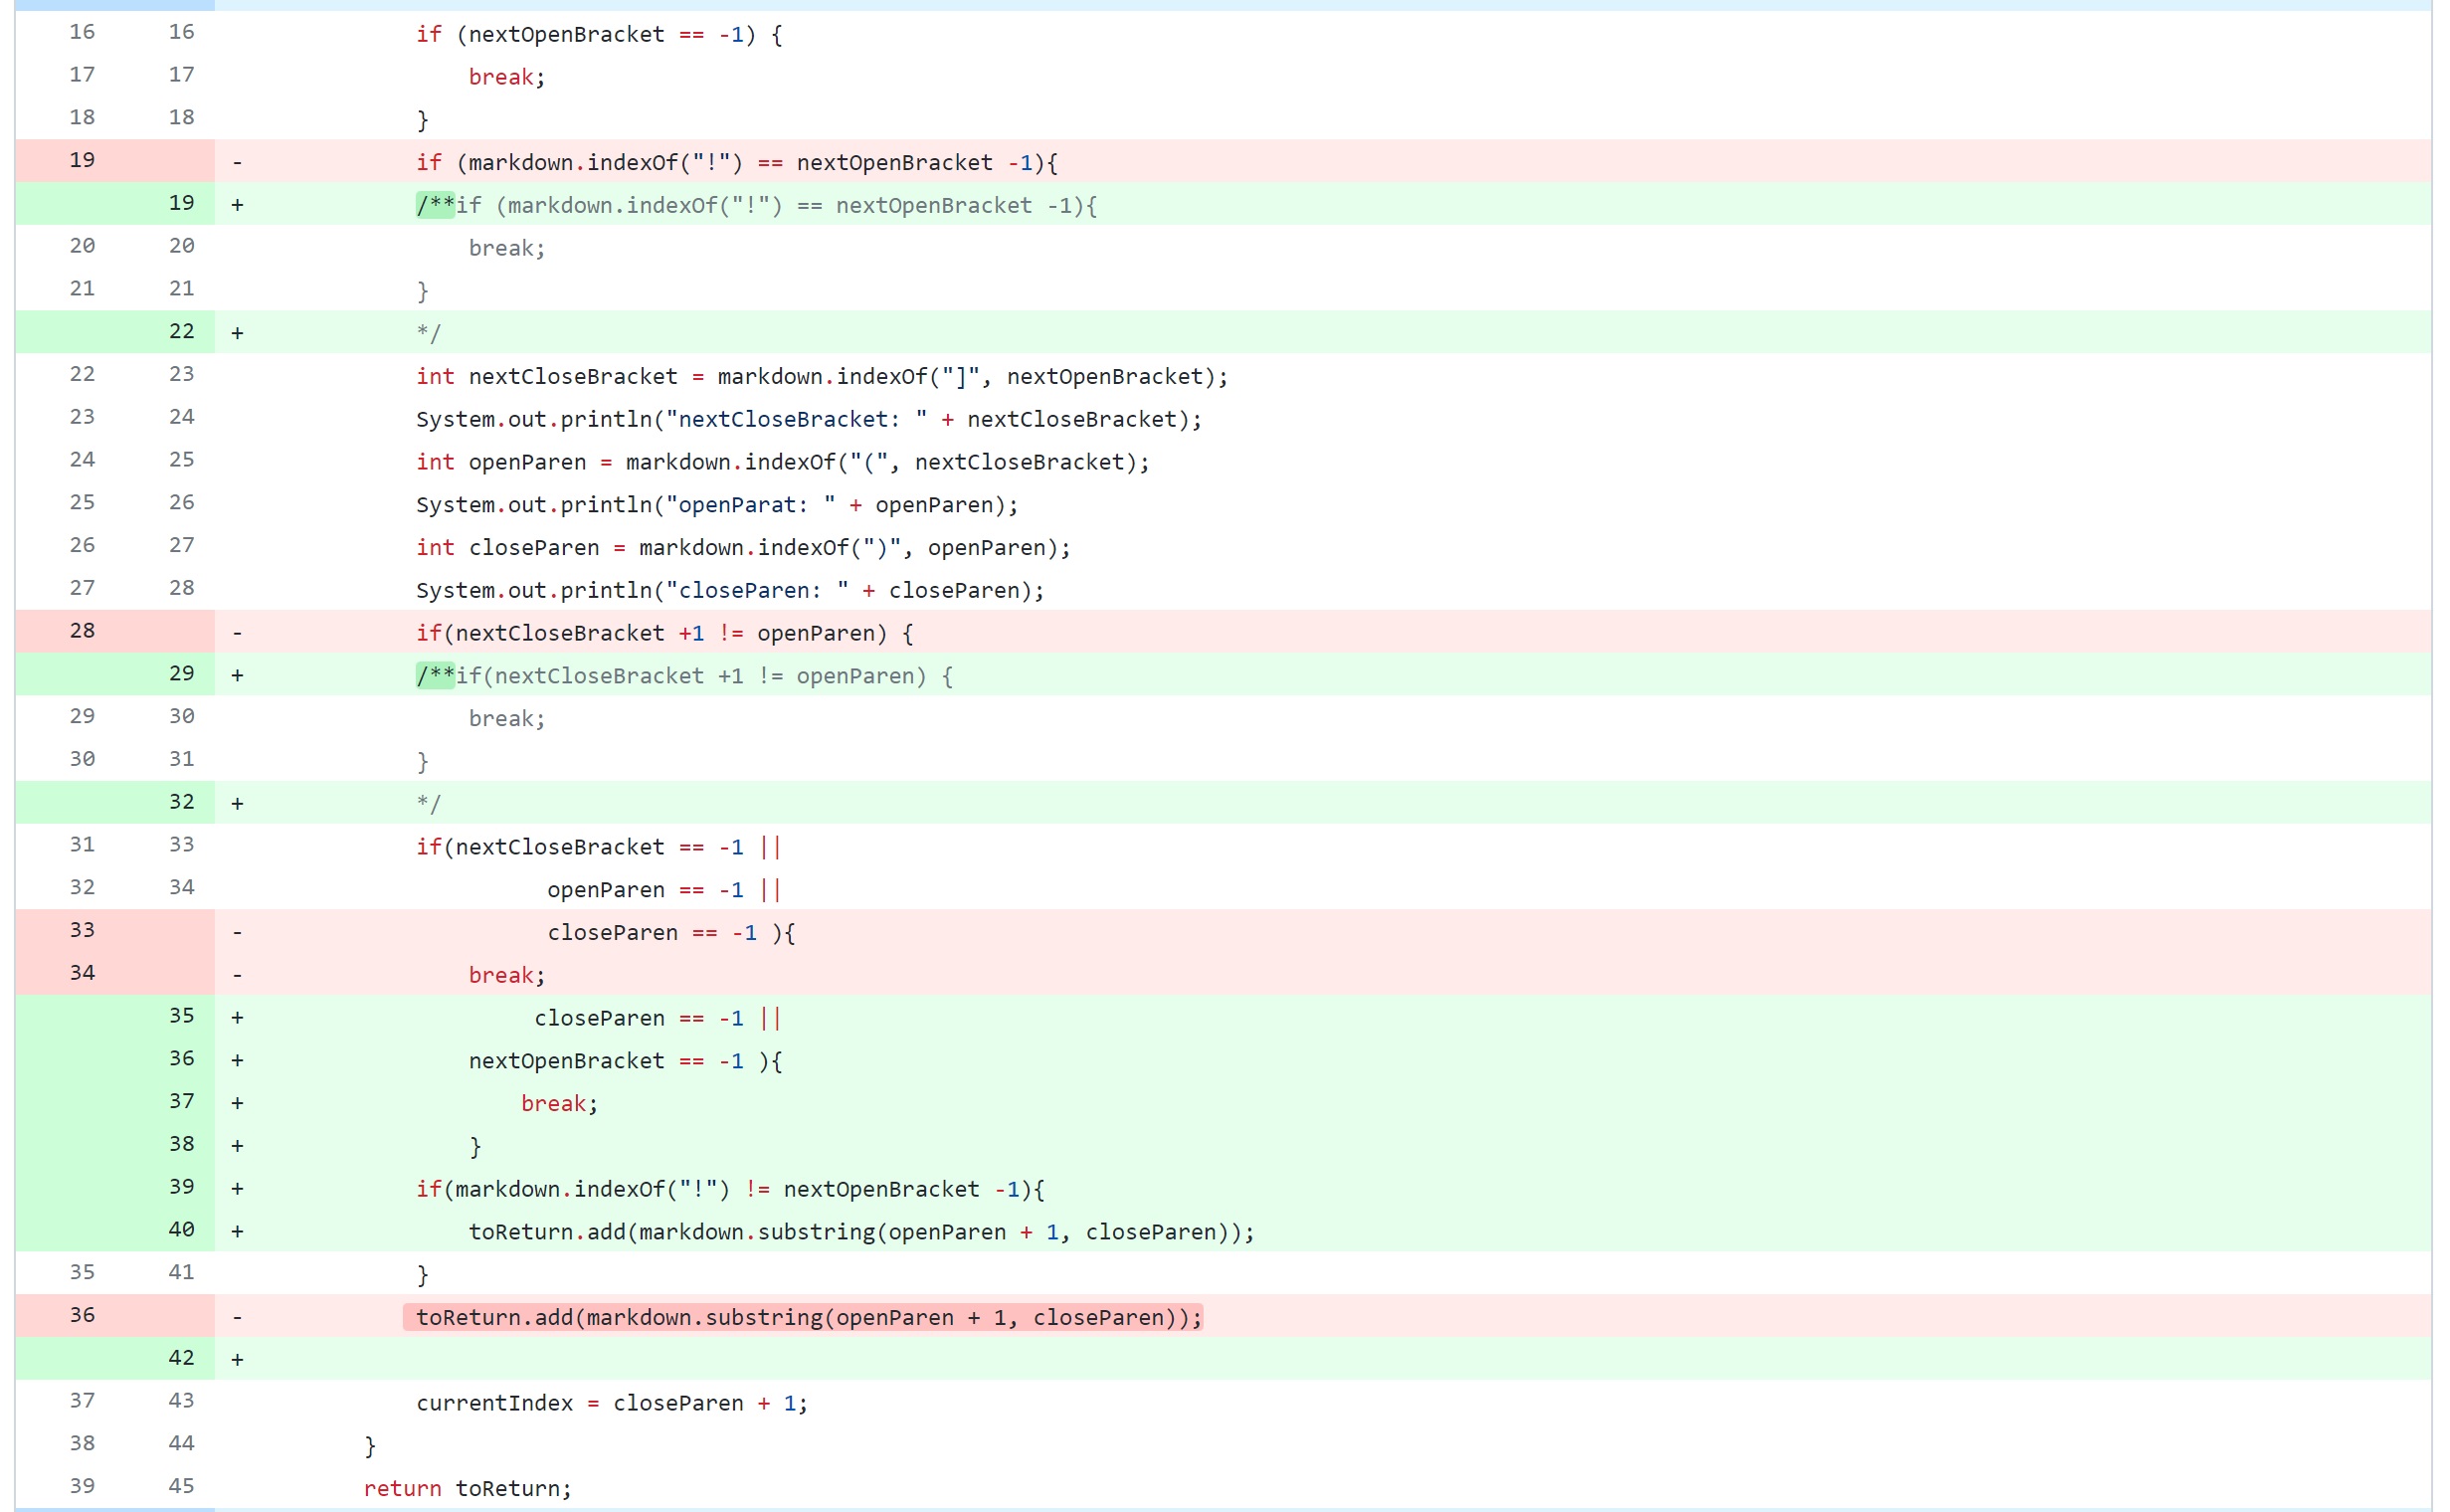 16 16 if (nextOpenBracket == -1) {
17 17 break;
18 18 }
19 - if (markdown.indexOf("!") == nextOpenBracket -1){
19 + /**if (markdown.indexOf("!") == nextOpenBracket -1){
20 20 break;
21 21 }
22 + */
22 23 int nextCloseBracket = markdown.indexOf("]", nextOpenBracket);
23 24 System.out.println("nextCloseBracket: " + nextCloseBracket);
24 25 int openParen = markdown.indexOf("(", nextCloseBracket);
25 26 System.out.println("openParat: " + openParen);
26 27 int closeParen = markdown.indexOf(")", openParen);
27 28 System.out.println("closeParen: " + closeParen);
28 - if(nextCloseBracket +1 != openParen) {
29 + /**if(nextCloseBracket +1 != openParen) {
29 30 break;
30 31 }
32 + */
31 33 if(nextCloseBracket == -1 ||
32 34 openParen == -1 ||
33 - closeParen == -1 ){
34 - break;
35 + closeParen == -1 ||
36 + nextOpenBracket == -1 ){
37 + break;
38 + }
39 + if(markdown.indexOf("!") != nextOpenBracket -1){
40 + toReturn.add(markdown.substring(openParen + 1, closeParen));
35 41 }
36 - toReturn.add(markdown.substring(openParen + 1, closeParen));
42 +
37 43 currentIndex = closeParen + 1;
38 44 }
39 45 return toReturn;